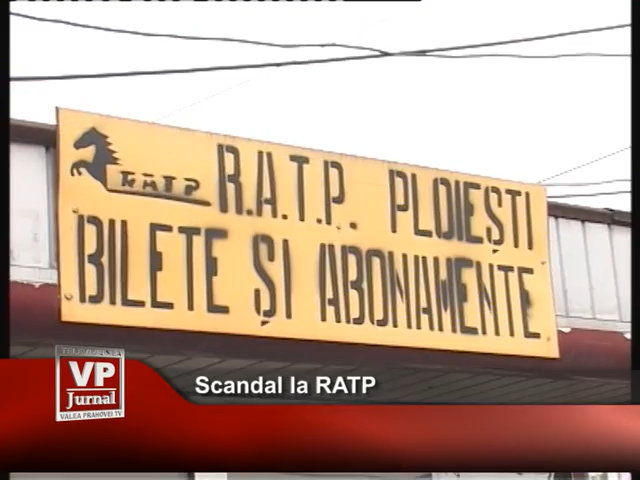 RATP
R.A.T.P. PLOIEȘTI
BILETE ȘI ABONAMENTE
Scandal la RATP
VP
Jurnal
VALEA PRAHOVEI TV